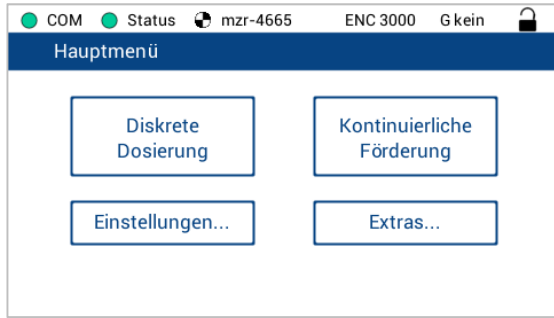 COM Status mzr-4665 ENC 3000 G kein
Hauptmenü
Diskrete
Dosierung
Kontinuierliche
Förderung
Einstellungen...
Extras...